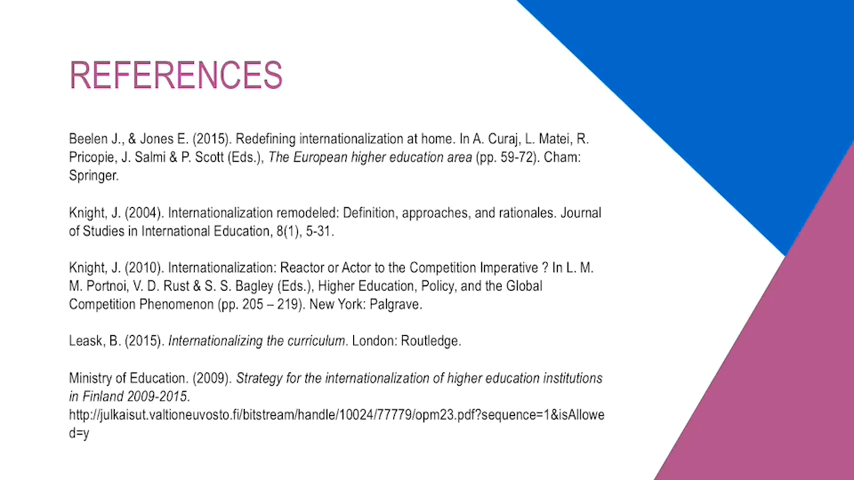 REFERENCES
Beelen J., & Jones E. (2015). Redefining internationalization at home. In A. Curaj, L. Matei, R.
Pricopie, J. Salmi & P. Scott (Eds.), The European higher education area (pp. 59-72). Cham:
Springer.
Knight, J. (2004). Internationalization remodeled: Definition, approaches, and rationales. Journal
of Studies in International Education, 8(1), 5-31.
Knight, J. (2010). Internationalization: Reactor or Actor to the Competition Imperative ? In L. M.
M. Portnoi, V. D. Rust & S. S. Bagley (Eds.), Higher Education, Policy, and the Global
Competition Phenomenon (pp. 205 – 219). New York: Palgrave.
Leask, B. (2015). Internationalizing the curriculum. London: Routledge.
Ministry of Education. (2009). Strategy for the internationalization of higher education institutions
in Finland 2009-2015.
http://julkaisut.valtioneuvosto.fi/bitstream/handle/10024/77779/opm23.pdf?sequence=1&isAllowe
d=y